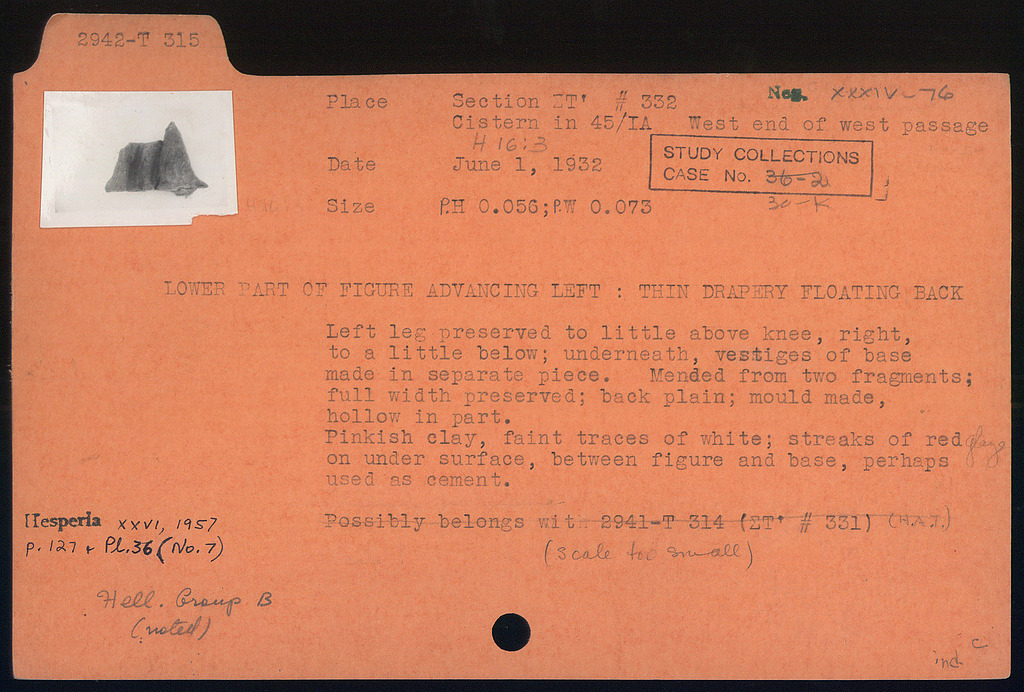 2942-T 315
Place Section ΣT' # 332
Neg. XXXIV-76
Cistern in 45/ΙΑ West end of west passage
H 16:3
Date June 1, 1932
STUDY COLLECTIONS
CASE No. 36-2
30-K
Size P.H 0.056; P.W 0.073
LOWER PART OF FIGURE ADVANCING LEFT : THIN DRAPERY FLOATING BACK
Left leg preserved to little above knee, right,
to a little below; underneath, vestiges of base
made in separate piece. Mended from two fragments;
full width preserved; back plain; mould made,
hollow in part.
Pinkish clay, faint traces of white; streaks of red glaze
on under surface, between figure and base, perhaps
used as cement.
Possibly belongs with 2941-T 314 (ΣT' # 331) (H.A.T.)
(scale too small)
Hesperia XXVI, 1957
p. 127 + Pl. 36 (No. 7)
Hell. Group B
(noted)
ind. c